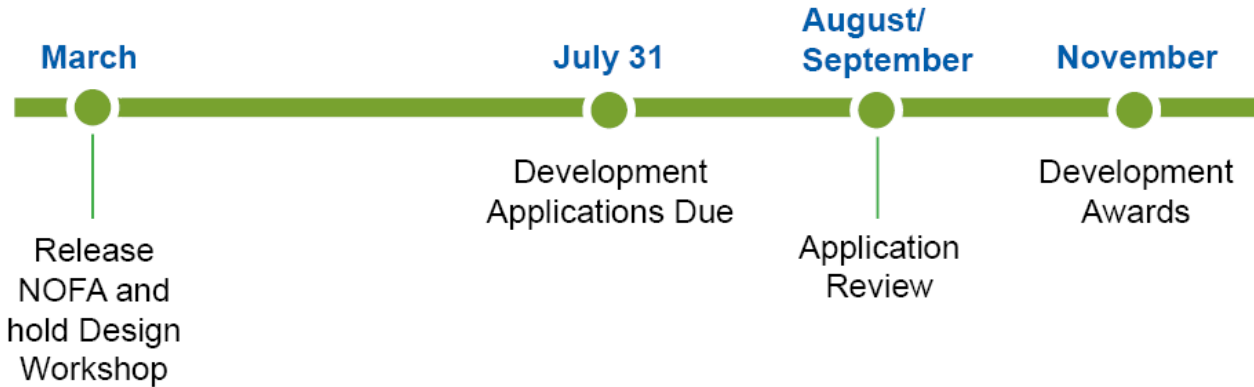 March
Release
NOFA and
hold Design
Workshop
July 31
Development
Applications Due
August/
September
Application
Review
November
Development
Awards